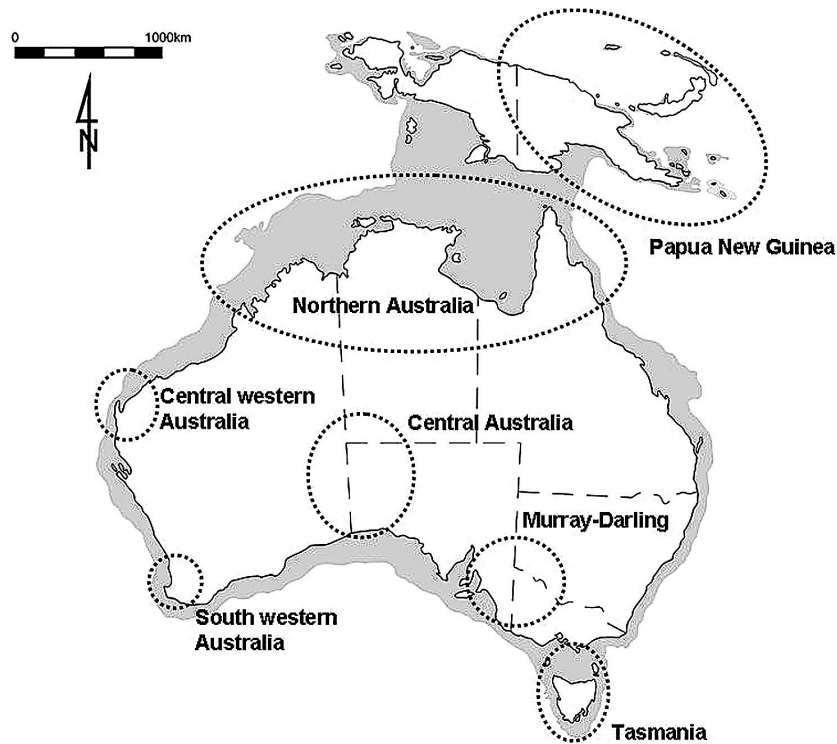 0 1000km
N
Papua New Guinea
Northern Australia
Central western
Australia
Central Australia
Murray-Darling
South western
Australia
Tasmania